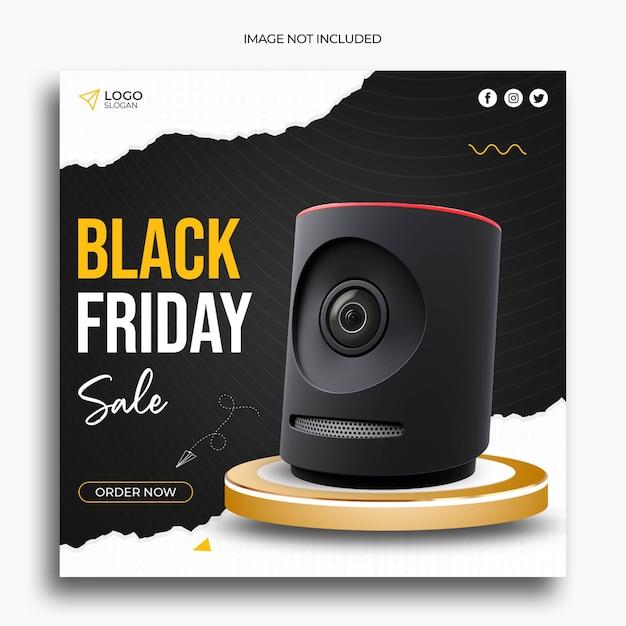 IMAGE NOT INCLUDED
LOGO
SLOGAN
BLACK
FRIDAY
Sale
ORDER NOW